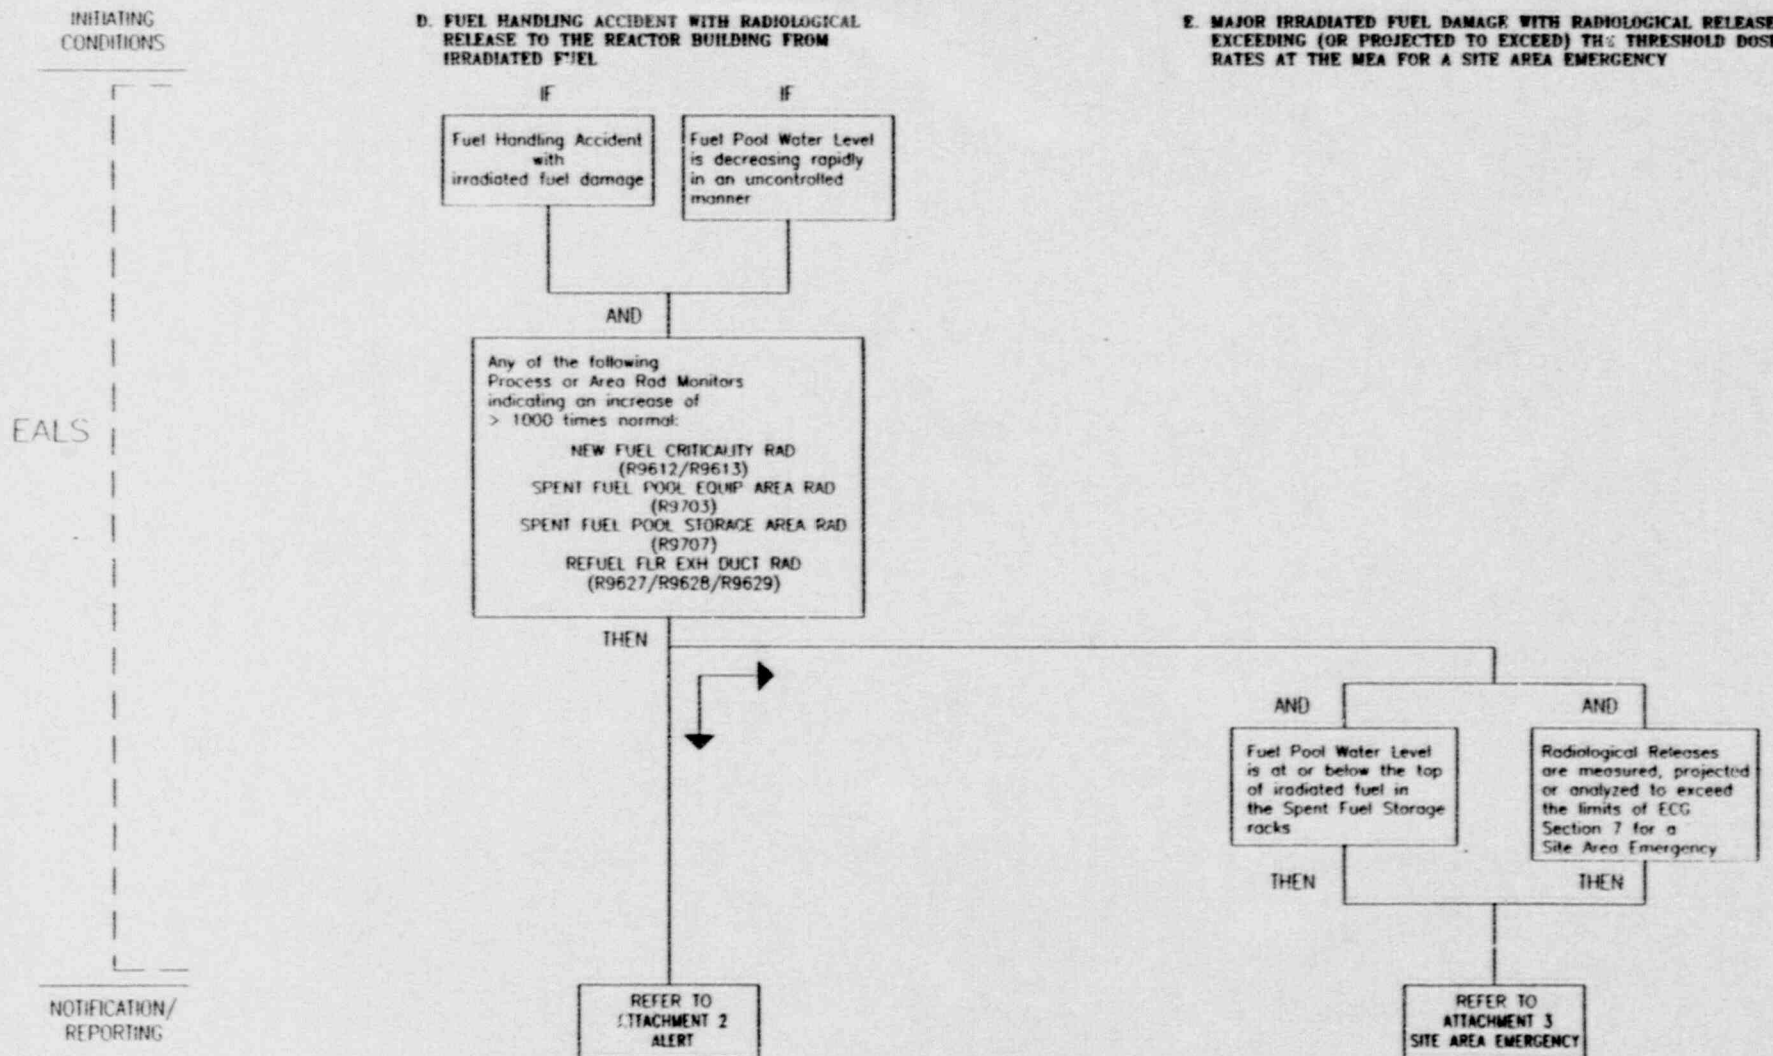 INITIATING
CONDITIONS
D. FUEL HANDLING ACCIDENT WITH RADIOLOGICAL
RELEASE TO THE REACTOR BUILDING FROM
IRRADIATED FUEL
E. MAJOR IRRADIATED FUEL DAMAGE WITH RADIOLOGICAL RELEASE
EXCEEDING (OR PROJECTED TO EXCEED) THE THRESHOLD DOSE
RATES AT THE MEA FOR A SITE AREA EMERGENCY
IF
IF
Fuel Handling Accident
with
irradiated fuel damage
Fuel Pool Water Level
is decreasing rapidly
in an uncontrolled
manner
AND
Any of the following
Process or Area Rad Monitors
indicating an increase of
> 1000 times normal:
NEW FUEL CRITICALITY RAD
(R9612/R9613)
SPENT FUEL POOL EQUIP AREA RAD
(R9703)
SPENT FUEL POOL STORAGE AREA RAD
(R9707)
REFUEL FLR EXH DUCT RAD
(R9627/R9628/R9629)
EALS
THEN
AND
AND
Fuel Pool Water Level
is at or below the top
of iradiated fuel in
the Spent Fuel Storage
racks
Radiological Releases
are measured, projected
or analyzed to exceed
the limits of ECG
Section 7 for a
Site Area Emergency
THEN
THEN
NOTIFICATION/
REPORTING
REFER TO
ATTACHMENT 2
ALERT
REFER TO
ATTACHMENT 3
SITE AREA EMERGENCY